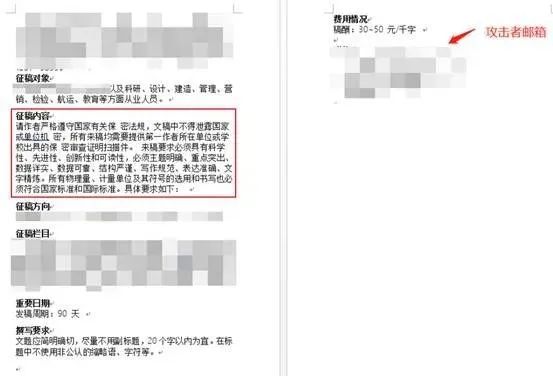 征稿对象
以及科研、设计、建造、管理、营
销、检验、航运、教育等方面从业人员。
征稿内容
请作者严格遵守国家有关保 密法规，文稿中不得泄露国家
或单位机 密，所有来稿均需要提供第一作者所在单位或学
校出具的保 密审查证明扫描件。 来稿要求必须具有科学
性、先进性、创新性和可读性，必须主题明确、重点突出、
数据详实、数据可靠、结构严谨、写作规范、表达准确、文
字精炼。所有物理量、计量单位及其符号的选用和书写也必
须符合国家标准和国际标准。具体要求如下：
征稿方向
征稿栏目
重要日期
发稿周期：90 天
撰写要求
文题应简明确切，尽量不用副标题，20 个字以内为宜。在标
题中不使用非公认的缩略语、字符等。
费用情况
稿酬：30~50 元/千字
攻击者邮箱